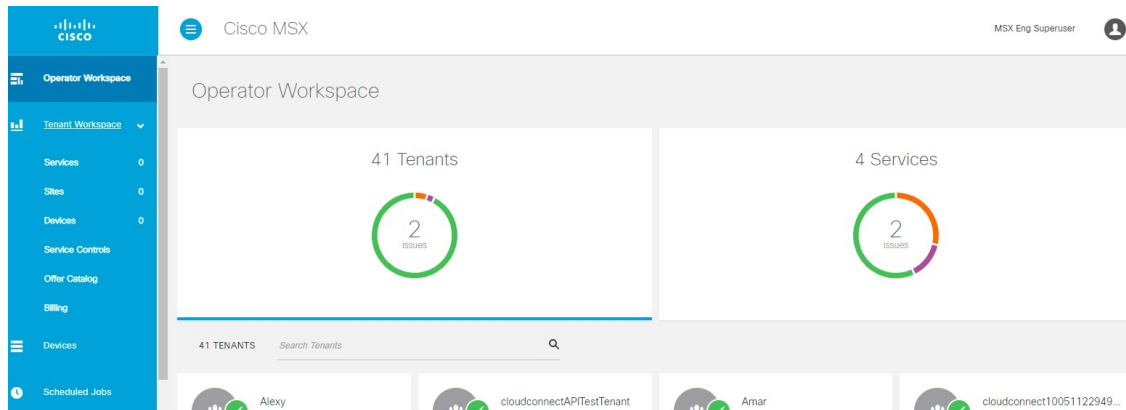 CISCO
Cisco MSX
MSX Eng Superuser
Operator Workspace
Tenant Workspace
Services 0
Sites 0
Devices 0
Service Controls
Offer Catalog
Billing
Devices
Scheduled Jobs
Operator Workspace
41 Tenants
2
issues
4 Services
2
issues
41 TENANTS Search Tenants
Alexy
cloudconnectAPITestTenant
Amar
cloudconnect10051122949...